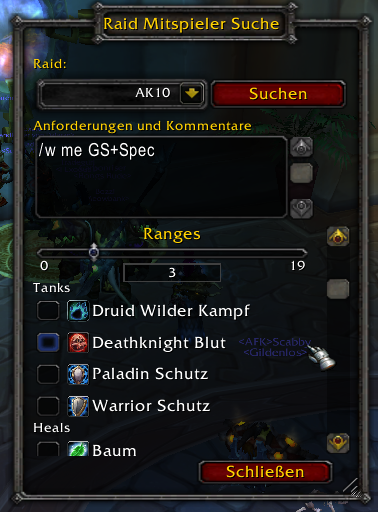 Raid Mitspieler Suche
Raid:
AK10
Suchen
Anforderungen und Kommentare
/w me GS+Spec
Ranges
0
19
3
Tanks
Druid Wilder Kampf
Deathknight Blut
<AFK>Scabby
<Gildenlos>
Paladin Schutz
Warrior Schutz
Heals
Baum
Schließen